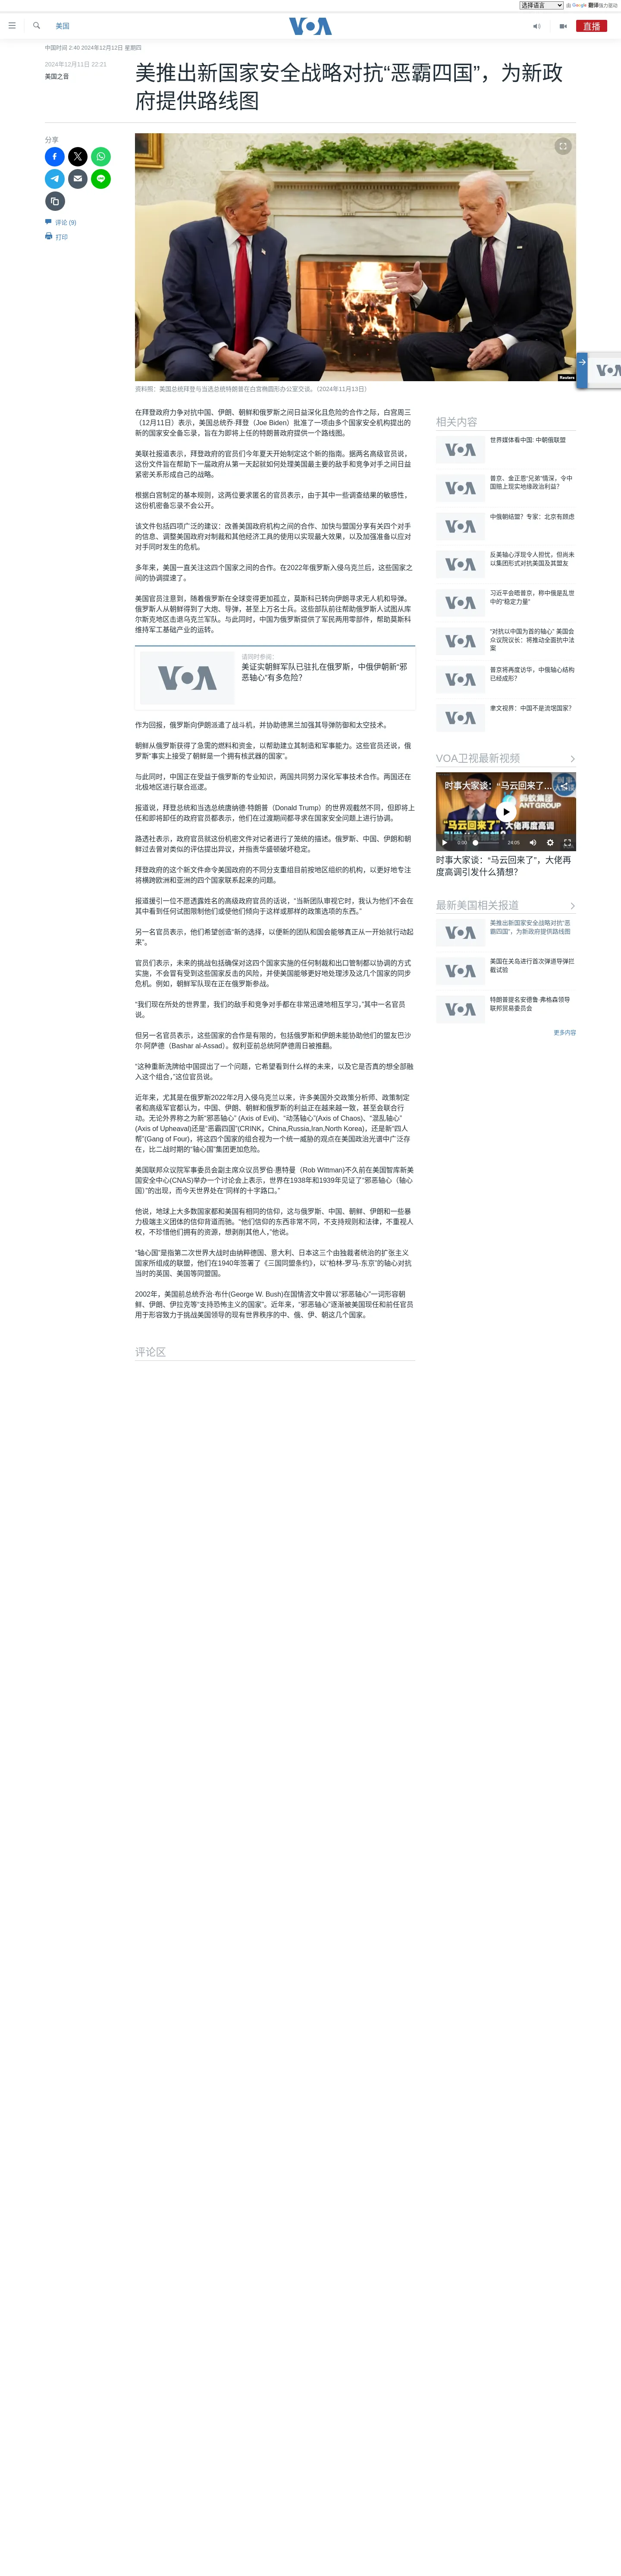 选择语言 由 Google 翻译强力驱动
美国
VOA
直播
中国时间 2:40 2024年12月12日 星期四
2024年12月11日 22:21
美国之音
美推出新国家安全战略对抗“恶霸四国”，为新政
府提供路线图
分享
评论 (9)
打印
Reuters
资料照：美国总统拜登与当选总统特朗普在白宫椭圆形办公室交谈。（2024年11月13日）
在拜登政府力争对抗中国、伊朗、朝鲜和俄罗斯之间日益深化且危险的合作之际，白宫周三
（12月11日）表示，美国总统乔·拜登（Joe Biden）批准了一项由多个国家安全机构提出的
新的国家安全备忘录，旨在为即将上任的特朗普政府提供一个路线图。
美联社报道表示，拜登政府的官员们今年夏天开始制定这个新的指南。据两名高级官员说，
这份文件旨在帮助下一届政府从第一天起就如何处理美国最主要的敌手和竞争对手之间日益
紧密关系形成自己的战略。
根据白宫制定的基本规则，这两位要求匿名的官员表示，由于其中一些调查结果的敏感性，
这份机密备忘录不会公开。
该文件包括四项广泛的建议：改善美国政府机构之间的合作、加快与盟国分享有关四个对手
的信息、调整美国政府对制裁和其他经济工具的使用以实现最大效果，以及加强准备以应对
对手同时发生的危机。
多年来，美国一直关注这四个国家之间的合作。在2022年俄罗斯入侵乌克兰后，这些国家之
间的协调提速了。
美国官员注意到，随着俄罗斯在全球变得更加孤立，莫斯科已转向伊朗寻求无人机和导弹。
俄罗斯从朝鲜得到了大炮、导弹，甚至上万名士兵。这些部队前往帮助俄罗斯人试图从库
尔斯克地区击退乌克兰军队。与此同时，中国为俄罗斯提供了军民两用零部件，帮助莫斯科
维持军工基础产业的运转。
VOA
请同时参阅：
美证实朝鲜军队已驻扎在俄罗斯，中俄伊朝新“邪
恶轴心”有多危险？
作为回报，俄罗斯向伊朗派遣了战斗机，并协助德黑兰加强其导弹防御和太空技术。
朝鲜从俄罗斯获得了急需的燃料和资金，以帮助建立其制造和军事能力。这些官员还说，俄
罗斯“事实上接受了朝鲜是一个拥有核武器的国家”。
与此同时，中国正在受益于俄罗斯的专业知识，两国共同努力深化军事技术合作。两国还在
北极地区进行联合巡逻。
报道说，拜登总统和当选总统唐纳德·特朗普（Donald Trump）的世界观截然不同，但即将上
任和即将卸任的政府官员都表示，他们在过渡期间都寻求在国家安全问题上进行协调。
路透社表示，政府官员就这份机密文件对记者进行了笼统的描述。俄罗斯、中国、伊朗和朝
鲜过去曾对类似的评估提出异议，并指责华盛顿破坏稳定。
拜登政府的这个新文件命令美国政府的不同分支重组目前按地区组织的机构，以更好地专注
将横跨欧洲和亚洲的四个国家联系起来的问题。
报道援引一位不愿透露姓名的高级政府官员的话说，“当新团队审视它时，我认为他们不会在
其中看到任何试图限制他们或使他们倾向于这样或那样的政策选项的东西。”
另一名官员表示，他们希望创造“新的选择，以便新的团队和国会能够真正从一开始就行动起
来”。
官员们表示，未来的挑战包括确保对这四个国家实施的任何制裁和出口管制都以协调的方式
实施，不会冒有受到这些国家反击的风险，并使美国能够更好地处理涉及这几个国家的同步
危机。例如，朝鲜军队现在正在俄罗斯参战。
“我们现在所处的世界里，我们的敌手和竞争对手都在非常迅速地相互学习，”其中一名官员
说。
但另一名官员表示，这些国家的合作是有限的，包括俄罗斯和伊朗未能协助他们的盟友巴沙
尔·阿萨德（Bashar al-Assad）。叙利亚前总统阿萨德周日被推翻。
“这种重新洗牌给中国提出了一个问题，它希望看到什么样的未来，以及它是否真的想全部融
入这个组合，”这位官员说。
近年来，尤其是在俄罗斯2022年2月入侵乌克兰以来，许多美国外交政策分析师、政策制定
者和高级军官都认为，中国、伊朗、朝鲜和俄罗斯的利益正在越来越一致，甚至会联合行
动。无论外界称之为新“邪恶轴心” (Axis of Evil)、“动荡轴心”(Axis of Chaos)、“混乱轴心”
(Axis of Upheaval)还是“恶霸四国”(CRINK，China,Russia,Iran,North Korea)，还是新“四人
帮”(Gang of Four)，将这四个国家的组合视为一个统一威胁的观点在美国政治光谱中广泛存
在，比二战时期的“轴心国”集团更加危险。
美国联邦众议院军事委员会副主席众议员罗伯·惠特曼（Rob Wittman)不久前在美国智库新美
国安全中心(CNAS)举办一个讨论会上表示，世界在1938年和1939年见证了“邪恶轴心（轴心
国）”的出现，而今天世界处在“同样的十字路口。”
他说，地球上大多数国家都和美国有相同的信仰，这与俄罗斯、中国、朝鲜、伊朗和一些暴
力极端主义团体的信仰背道而驰。“他们信仰的东西非常不同，不支持规则和法律，不重视人
权，不珍惜他们拥有的资源，想剥削其他人，”他说。
“轴心国”是指第二次世界大战时由纳粹德国、意大利、日本这三个由独裁者统治的扩张主义
国家所组成的联盟，他们在1940年签署了《三国同盟条约》，以“柏林-罗马-东京”的轴心对抗
当时的英国、美国等同盟国。
2002年，美国前总统乔治·布什(George W. Bush)在国情咨文中曾以“邪恶轴心”一词形容朝
鲜、伊朗、伊拉克等“支持恐怖主义的国家”。近年来，“邪恶轴心”逐渐被美国现任和前任官员
用于形容致力于挑战美国领导的现有世界秩序的中、俄、伊、朝这几个国家。
评论区
相关内容
VOA
世界媒体看中国: 中朝俄联盟
VOA
普京、金正恩“兄弟”情深，令中
国赔上现实地缘政治利益？
VOA
中俄朝结盟？专家：北京有顾虑
VOA
反美轴心浮现令人担忧，但尚未
以集团形式对抗美国及其盟友
VOA
习近平会晤普京，称中俄是乱世
中的“稳定力量”
VOA
“对抗以中国为首的轴心” 美国会
众议院议长：将推动全面抗中法
案
VOA
普京将再度访华，中俄轴心结构
已经成形？
VOA
聿文视界：中国不是流氓国家？
VOA卫视最新视频
时事大家谈：“马云回来了...
蚂蚁集团
ANT GROUP
“马云回来了”大佬再度高调
0:00
24:05
时事大家谈：“马云回来了”，大佬再
度高调引发什么猜想？
最新美国相关报道
VOA
美推出新国家安全战略对抗“恶
霸四国”，为新政府提供路线图
VOA
美国在关岛进行首次弹道导弹拦
截试验
VOA
特朗普提名安德鲁·弗格森领导
联邦贸易委员会
更多内容